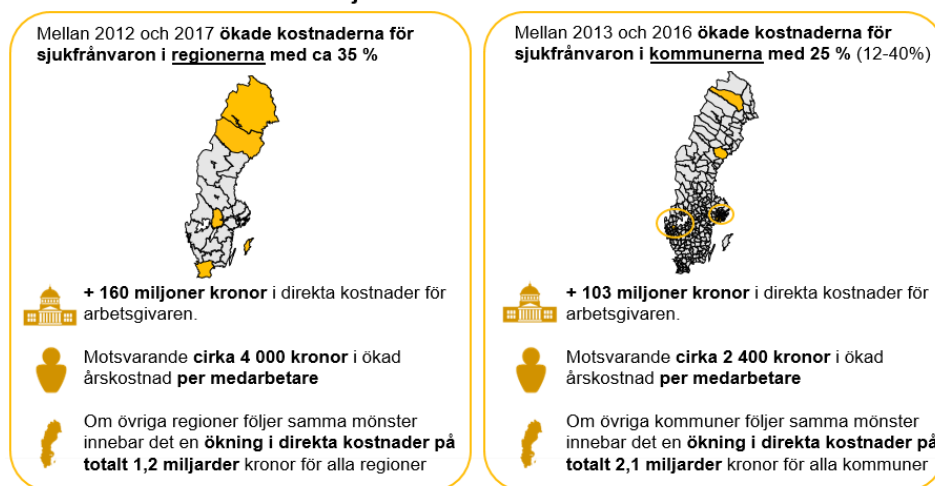 Mellan 2012 och 2017 ökade kostnaderna för
sjukfrånvaron i regionerna med ca 35 %
+ 160 miljoner kronor i direkta kostnader för
arbetsgivaren.
Motsvarande cirka 4 000 kronor i ökad
årskostnad per medarbetare
Om övriga regioner följer samma mönster
innebar det en ökning i direkta kostnader på
totalt 1,2 miljarder kronor för alla regioner
Mellan 2013 och 2016 ökade kostnaderna för
sjukfrånvaron i kommunerna med 25 % (12-40%)
+ 103 miljoner kronor i direkta kostnader för
arbetsgivaren.
Motsvarande cirka 2 400 kronor i ökad
årskostnad per medarbetare
Om övriga kommuner följer samma mönster
innebar det en ökning i direkta kostnader på
totalt 2,1 miljarder kronor för alla kommuner